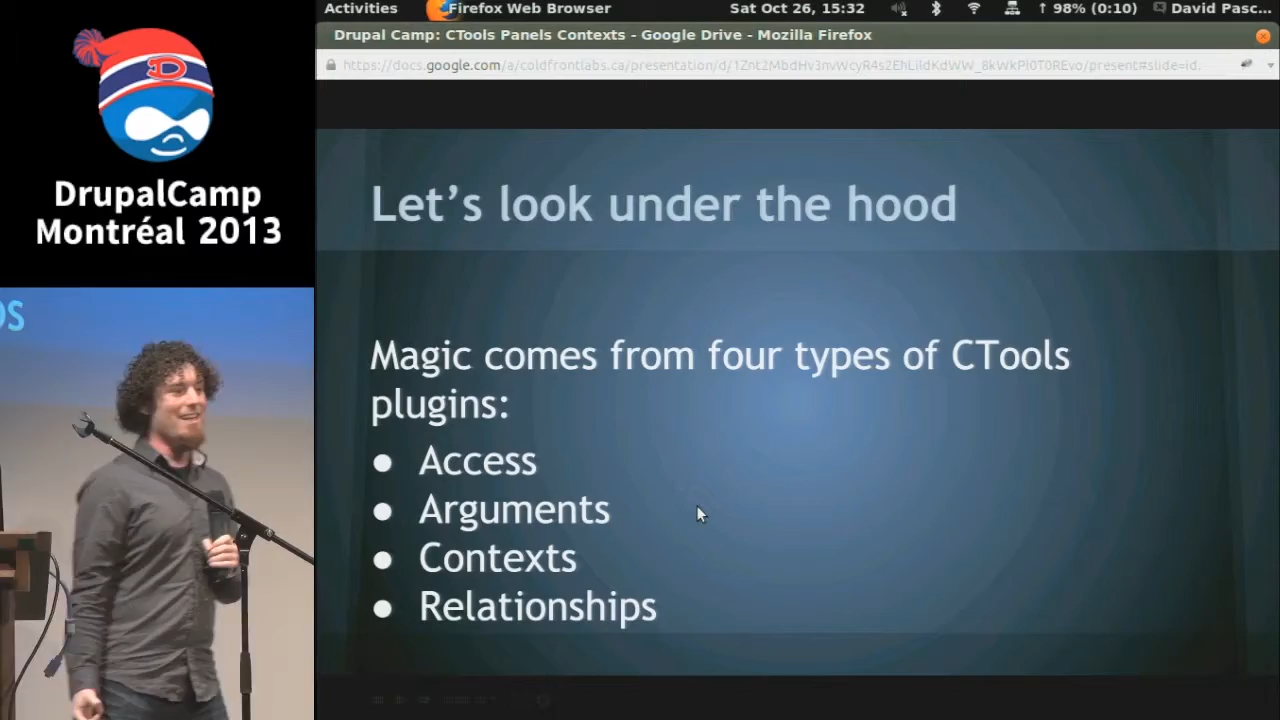 Activities Firefox Web Browser Sat Oct 26, 15:32 98% (0:10) David Pasc...
Drupal Camp: CTools Panels Contexts - Google Drive - Mozilla Firefox
D
DrupalCamp
Montréal 2013
OS
Let's look under the hood
Magic comes from four types of CTools
plugins:
● Access
● Arguments
● Contexts
● Relationships